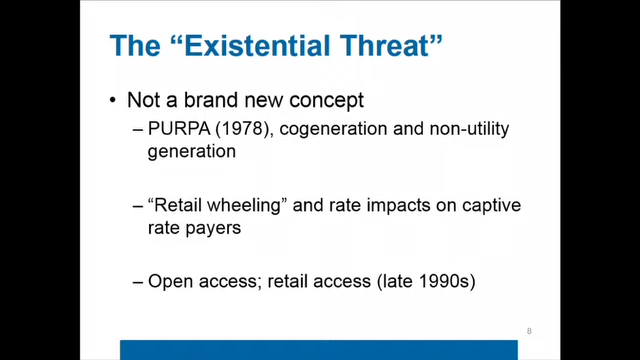 The “Existential Threat”
• Not a brand new concept
– PURPA (1978), cogeneration and non-utility
generation
– “Retail wheeling” and rate impacts on captive
rate payers
– Open access; retail access (late 1990s)
8